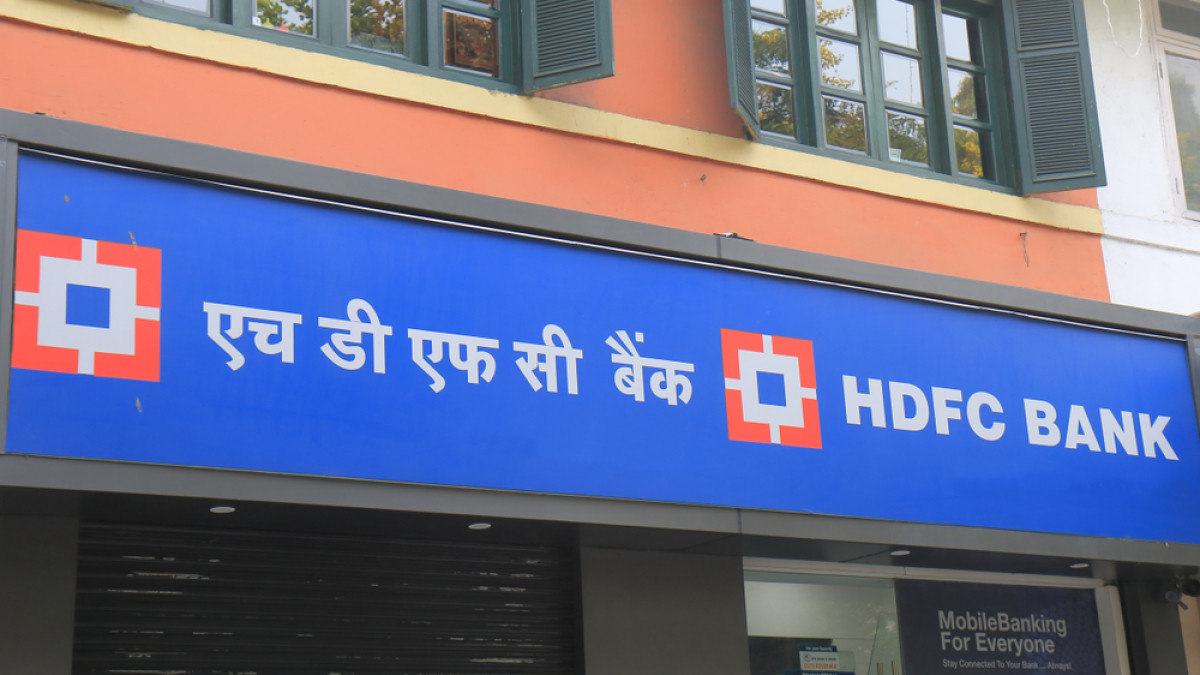 एच डी एफ सी बैंक
HDFC BANK
MobileBanking
For Everyone
Stay Connected To Your Bank ... Always!